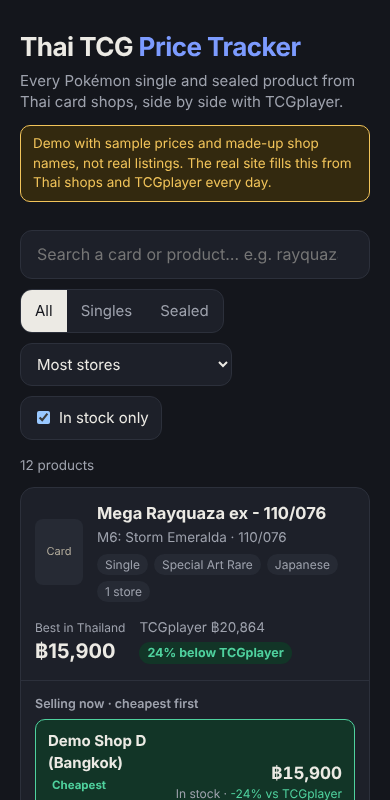 Thai TCG Price Tracker
Every Pokémon single and sealed product from
Thai card shops, side by side with TCGplayer.
Demo with sample prices and made-up shop
names, not real listings. The real site fills this from
Thai shops and TCGplayer every day.
Search a card or product... e.g. rayquaz
All Singles Sealed
Most stores
In stock only
12 products
Card
Mega Rayquaza ex - 110/076
M6: Storm Emeralda · 110/076
Single Special Art Rare Japanese
1 store
Best in Thailand TCGplayer ฿20,864
฿15,900 24% below TCGplayer
Selling now · cheapest first
Demo Shop D
(Bangkok)
฿15,900
Cheapest
In stock · -24% vs TCGplayer